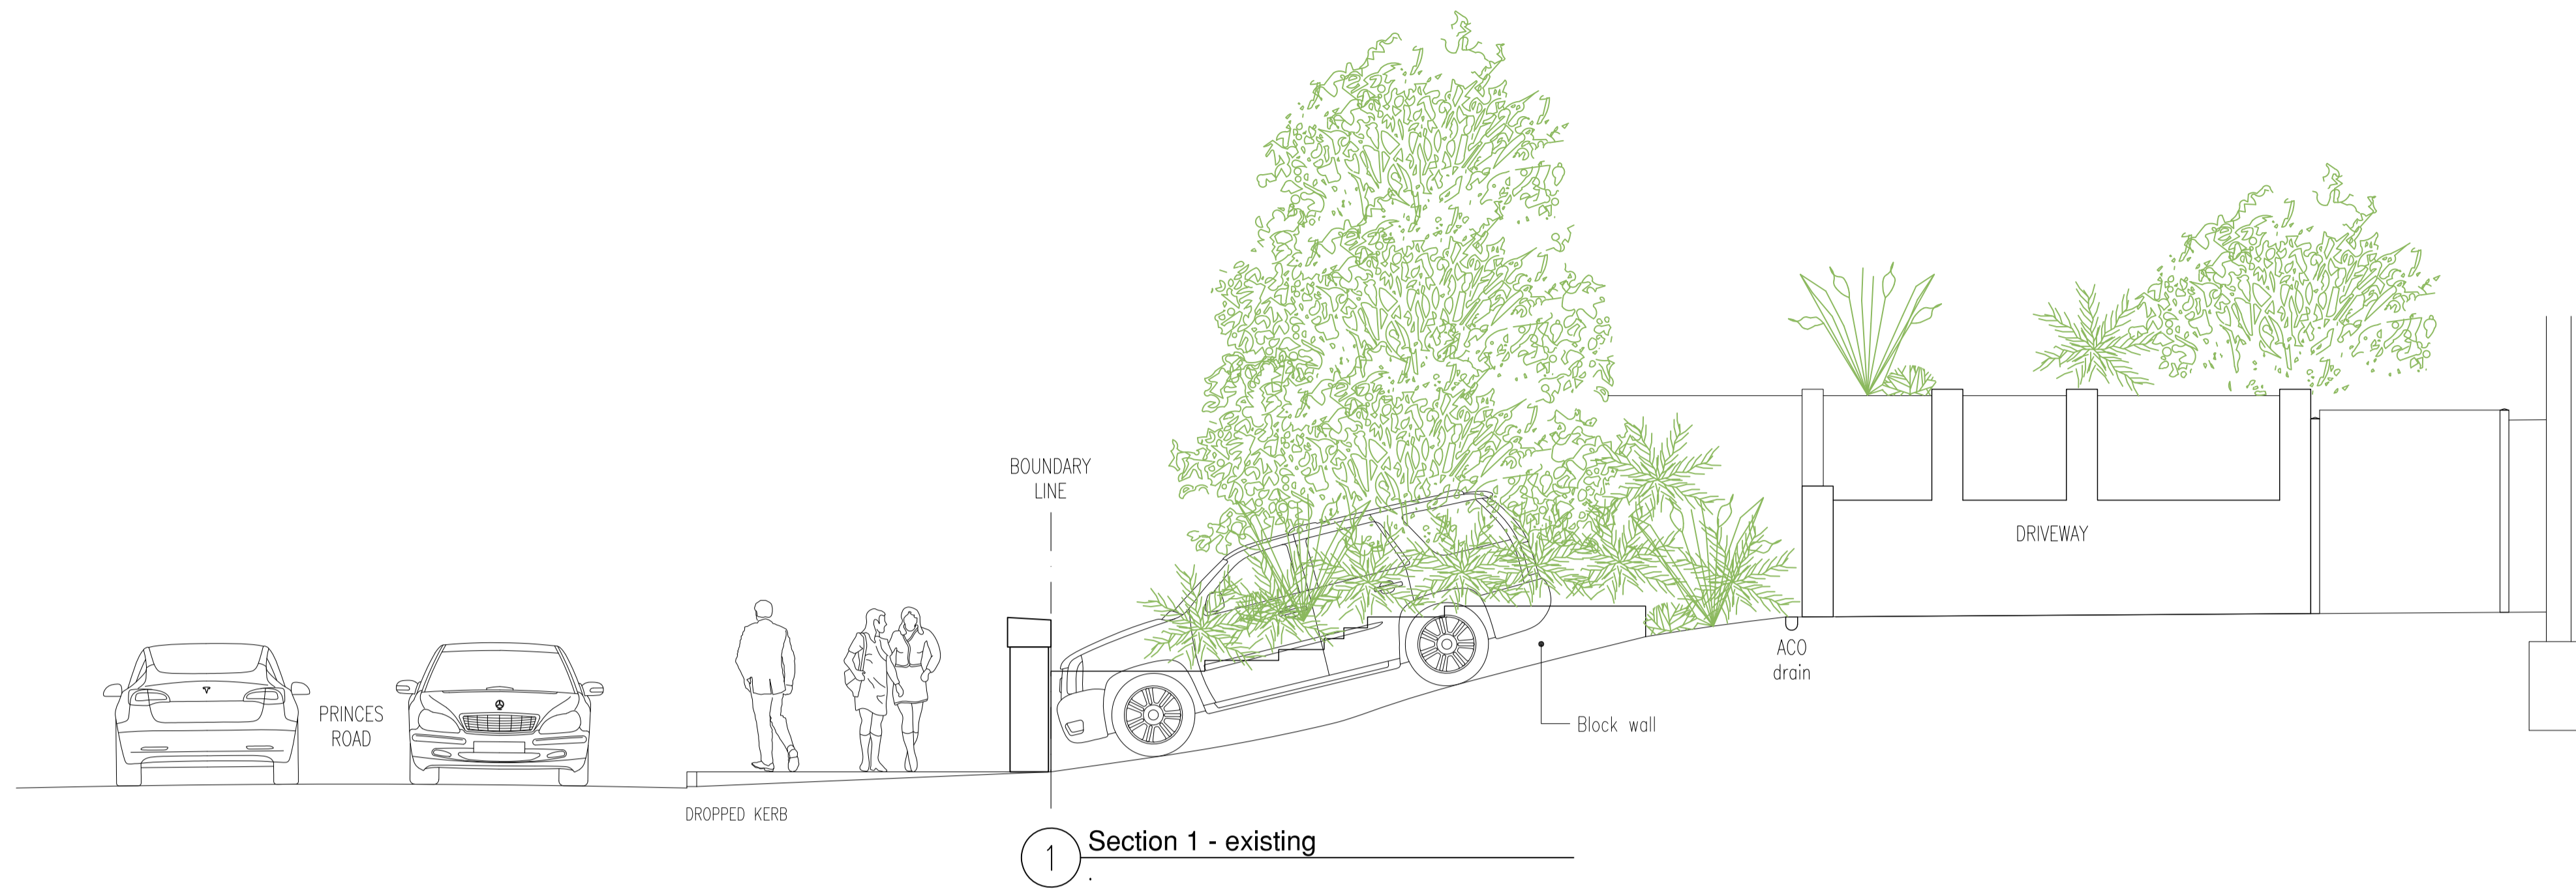 BOUNDARY
LINE
DRIVEWAY
ACO
drain
PRINCES
ROAD
Block wall
DROPPED KERB
1
Section 1 - existing
.